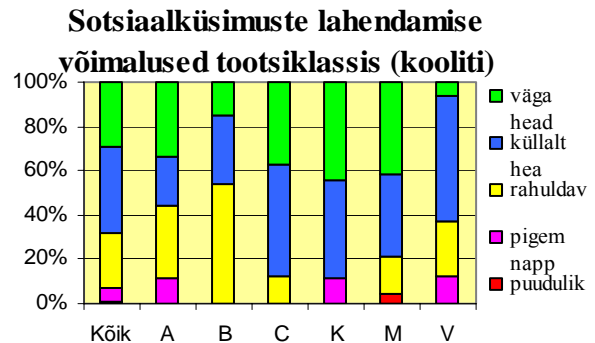 Sotsiaalküsimuste lahendamise
võimalused tootsiklassis (kooliti)
100%
80%
60%
40%
20%
0%
Kõik A B C K M V
väga
head
küllalt
hea
rahuldav
pigem
napp
puudulik